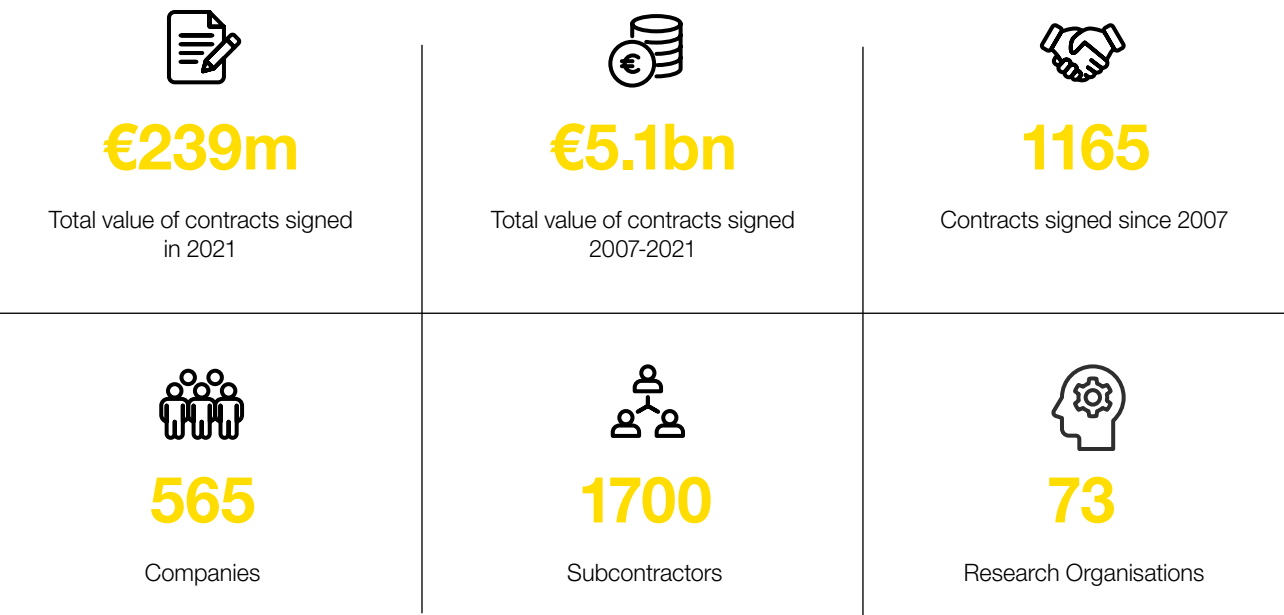 €239m
Total value of contracts signed
in 2021
€5.1bn
Total value of contracts signed
2007-2021
1165
Contracts signed since 2007
565
Companies
1700
Subcontractors
73
Research Organisations